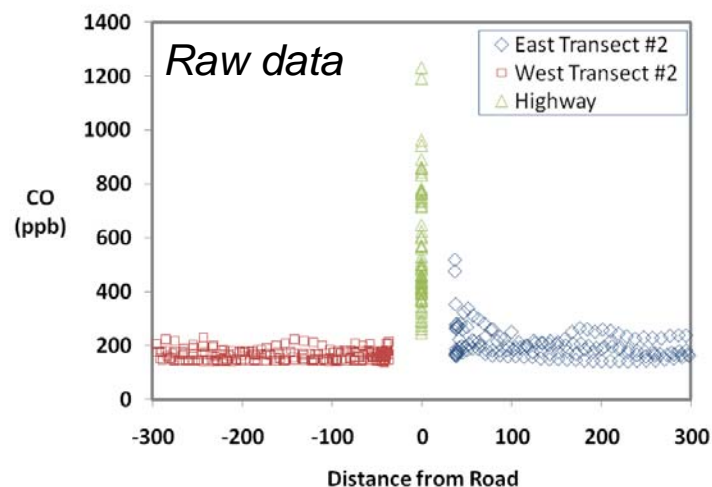 Raw data
East Transect #2
West Transect #2
Highway
1400
1200
1000
800
600
400
200
0
CO
(ppb)
-300 -200 -100 0 100 200 300
Distance from Road